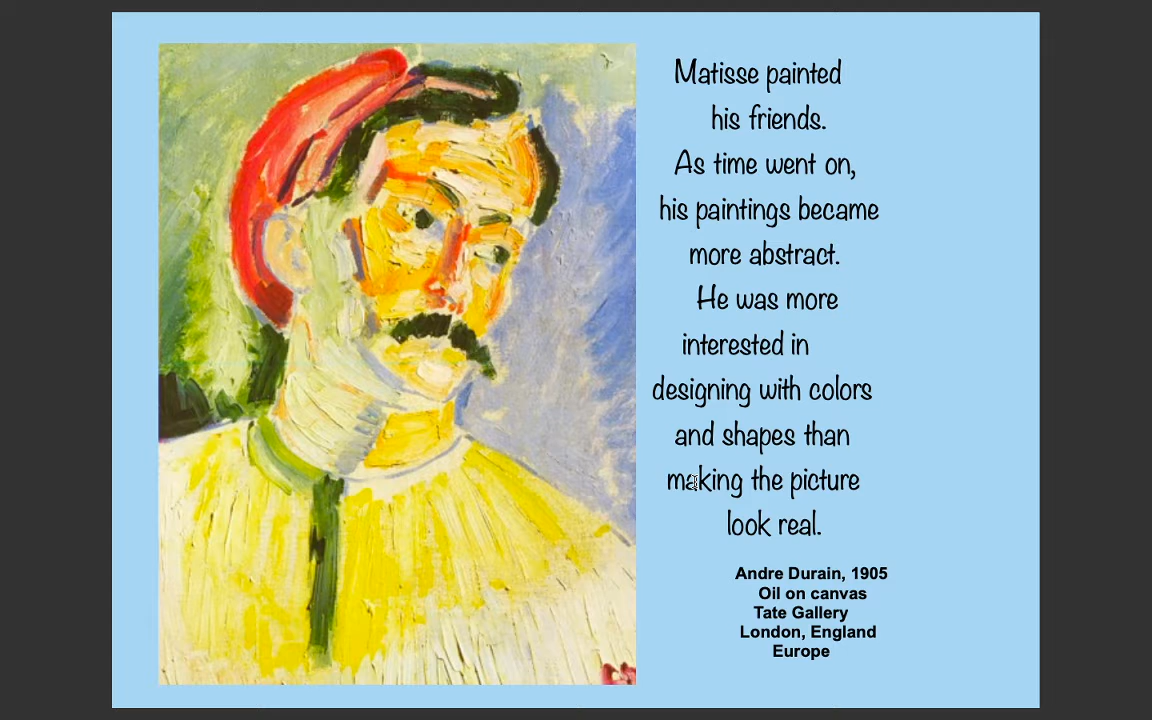 Matisse painted
his friends.
As time went on,
his paintings became
more abstract.
He was more
interested in
designing with colors
and shapes than
making the picture
look real.
Andre Durain, 1905
Oil on canvas
Tate Gallery
London, England
Europe